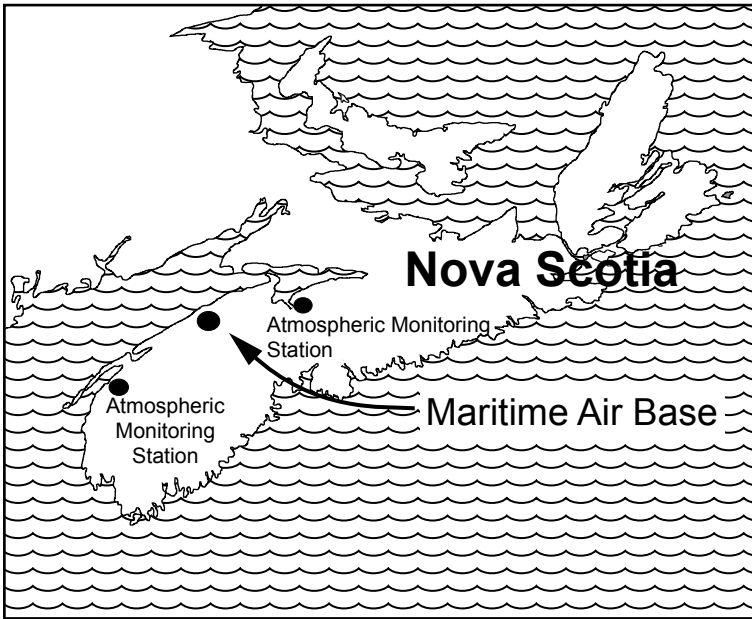 Nova Scotia
Atmospheric Monitoring
Station
Maritime Air Base
Atmospheric
Monitoring
Station